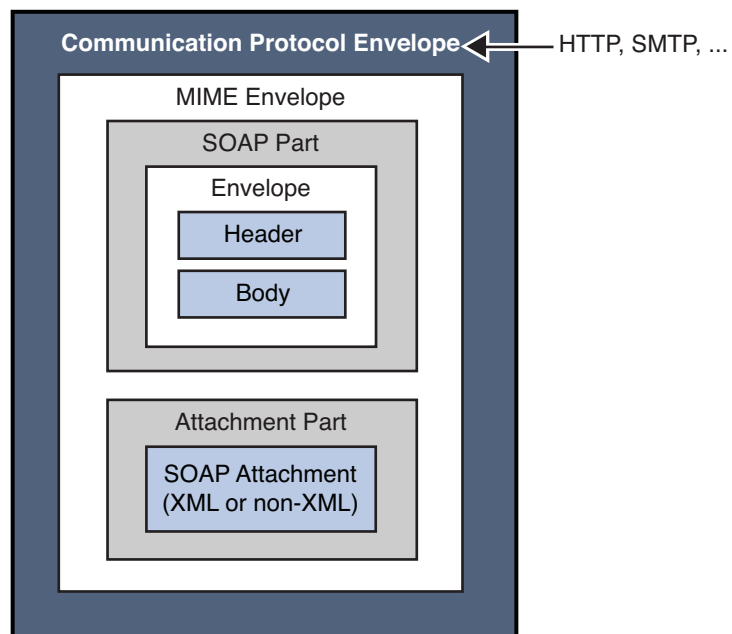 Communication Protocol Envelope
HTTP, SMTP, ...
MIME Envelope
SOAP Part
Envelope
Header
Body
Attachment Part
SOAP Attachment
(XML or non-XML)